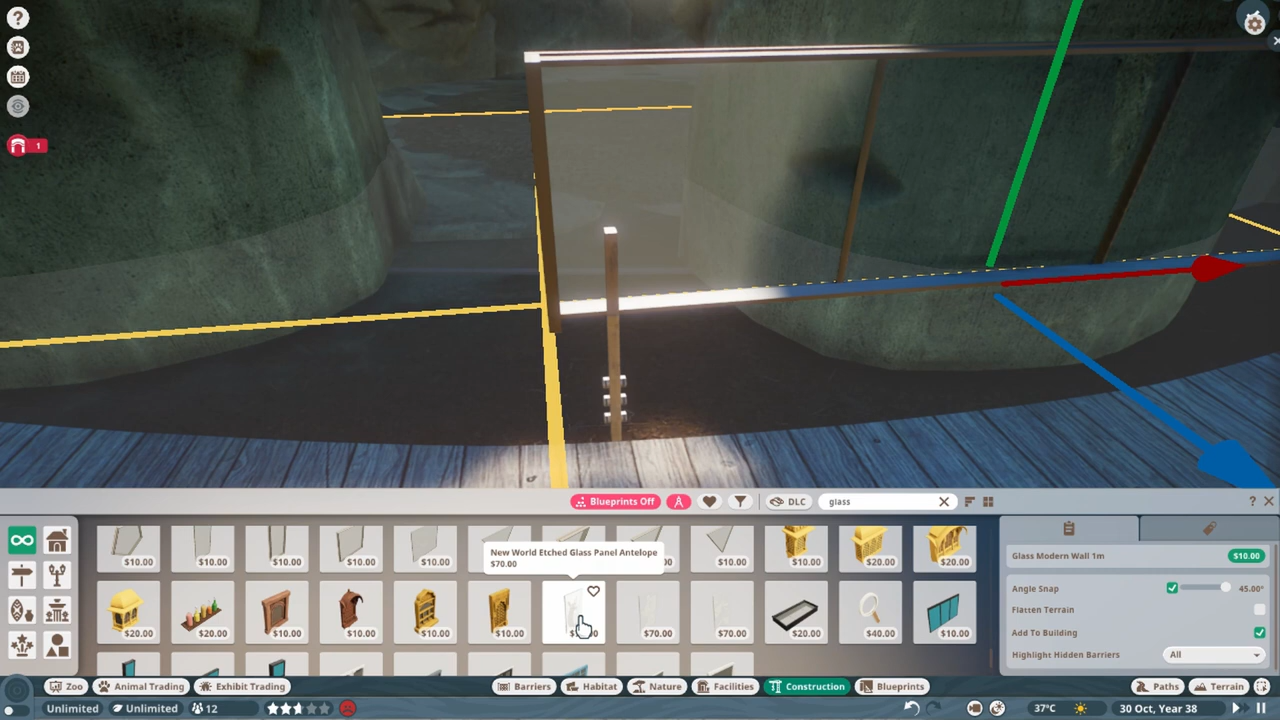 ?
1
Blueprints Off
DLC
glass
?
$10.00
$10.00
$10.00
$10.00
$10.00
New World Etched Glass Panel Antelope
$70.00
$10.00
$10.00
$20.00
$20.00
$20.00
$20.00
$10.00
$10.00
$10.00
$10.00
$70.00
$70.00
$20.00
$40.00
$10.00
Glass Modern Wall 1m
$10.00
Angle Snap
45.00°
Flatten Terrain
Add To Building
Highlight Hidden Barriers
All
Zoo
Animal Trading
Exhibit Trading
Barriers
Habitat
Nature
Facilities
Construction
Blueprints
Paths
Terrain
Unlimited
Unlimited
12
37°C
30 Oct, Year 38